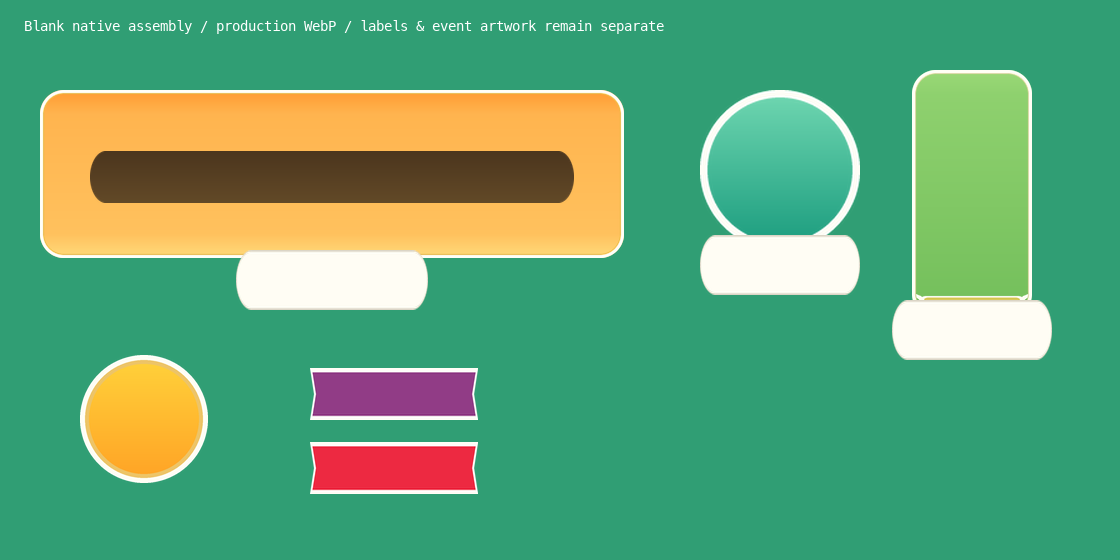 Blank native assembly / production WebP / labels & event artwork remain separate